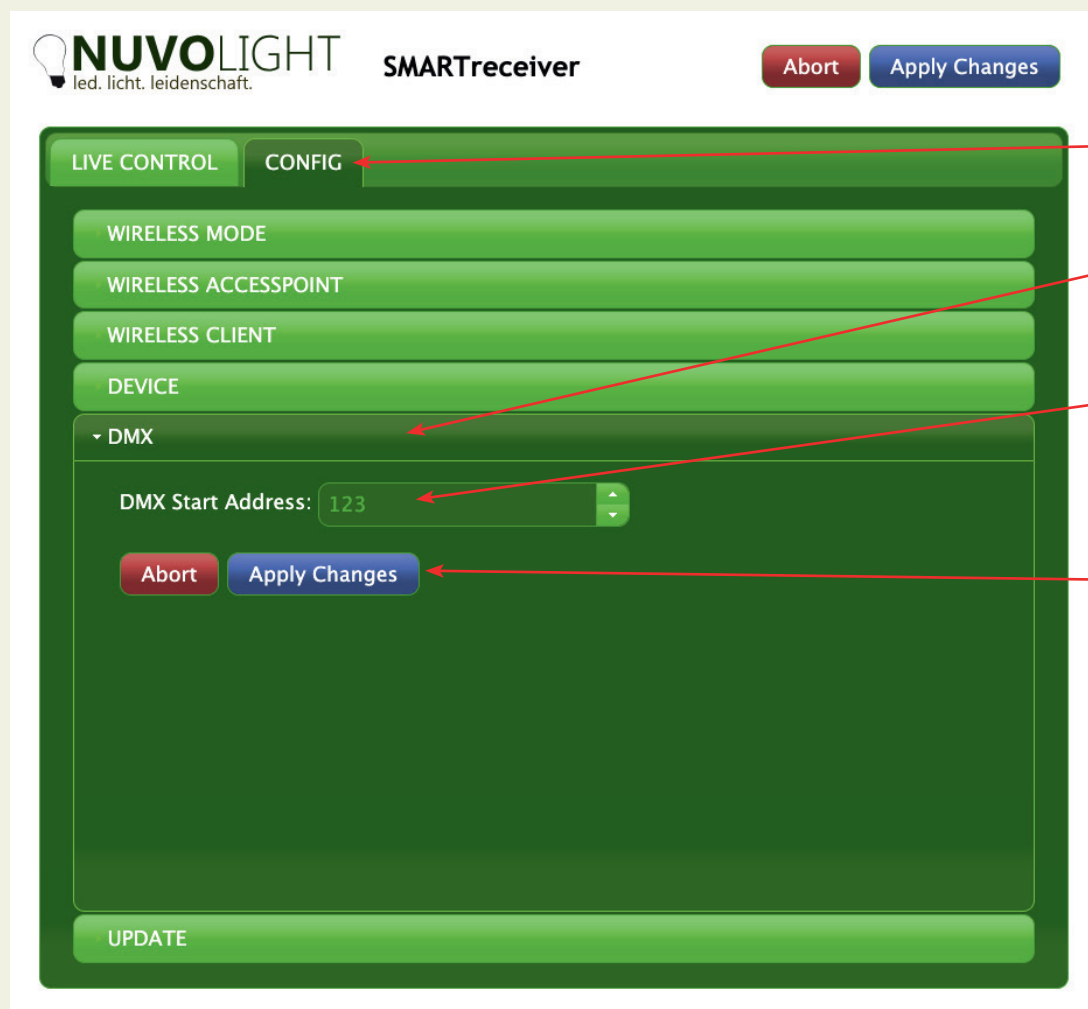 NUVOLIGHT
led. licht. leidenschaft.
SMARTreceiver
Abort
Apply Changes
LIVE CONTROL
CONFIG
WIRELESS MODE
WIRELESS ACCESSPOINT
WIRELESS CLIENT
DEVICE
DMX
DMX Start Address: 123
Abort
Apply Changes
UPDATE